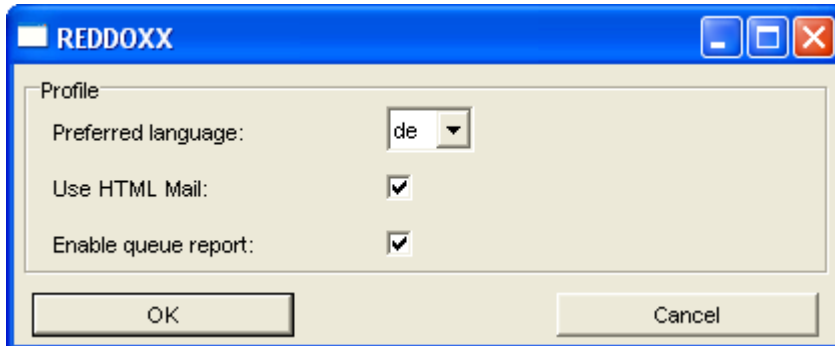 REDDOXX
Profile
Preferred language: de
Use HTML Mail:
Enable queue report:
OK Cancel